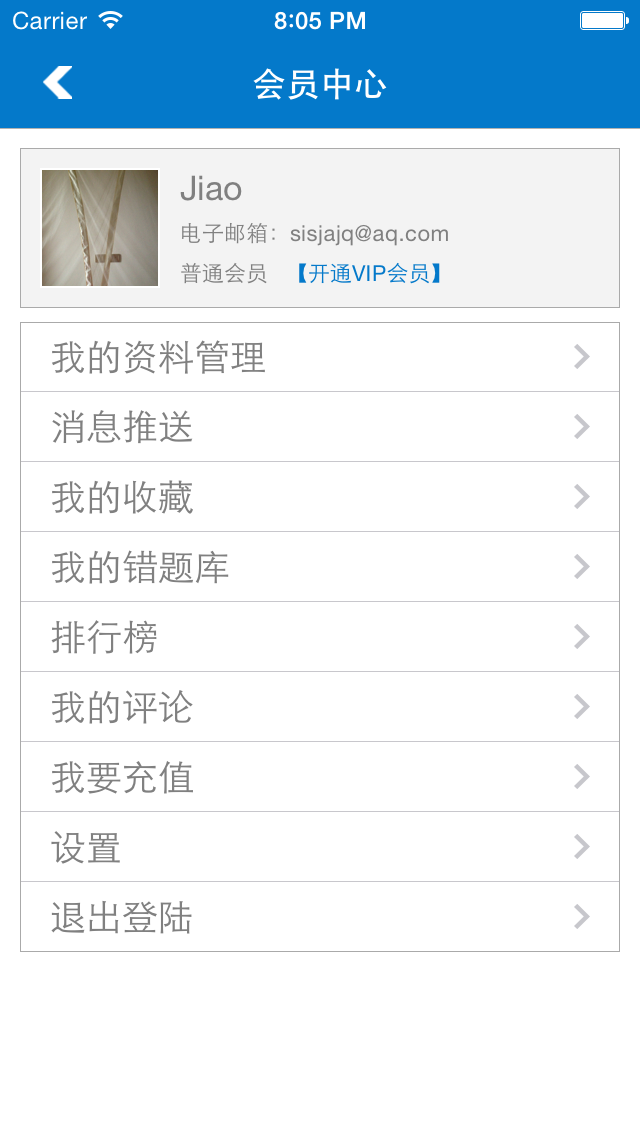 Carrier 8:05 PM
会员中心
Jiao
电子邮箱：sisjajq@aq.com
普通会员 【开通VIP会员】
我的资料管理
消息推送
我的收藏
我的错题库
排行榜
我的评论
我要充值
设置
退出登陆